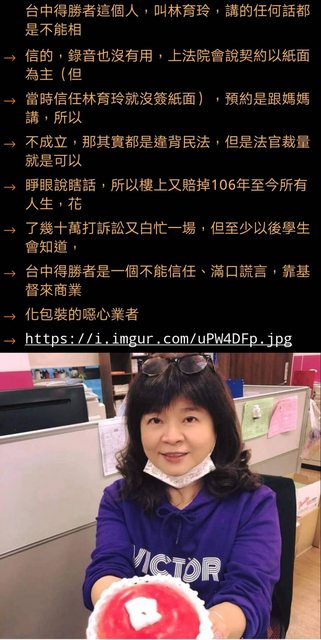 台中得勝者這個人，叫林育玲，講的任何話都
是不能相
→ 信的，錄音也沒有用，上法院會說契約以紙面
為主（但
→ 當時信任林育玲就沒簽紙面），預約是跟媽媽
講，所以
→ 不成立，那其實都是違背民法，但是法官裁量
就是可以
→ 睜眼說瞎話，所以樓上又賠掉106年至今所有
人生，花
→ 了幾十萬打訴訟又白忙一場，但至少以後學生
會知道，
→ 台中得勝者是一個不能信任、滿口謊言，靠基
督來商業
→ 化包裝的噁心業者
→ https://i.imgur.com/uPW4DFp.jpg
VICTOR